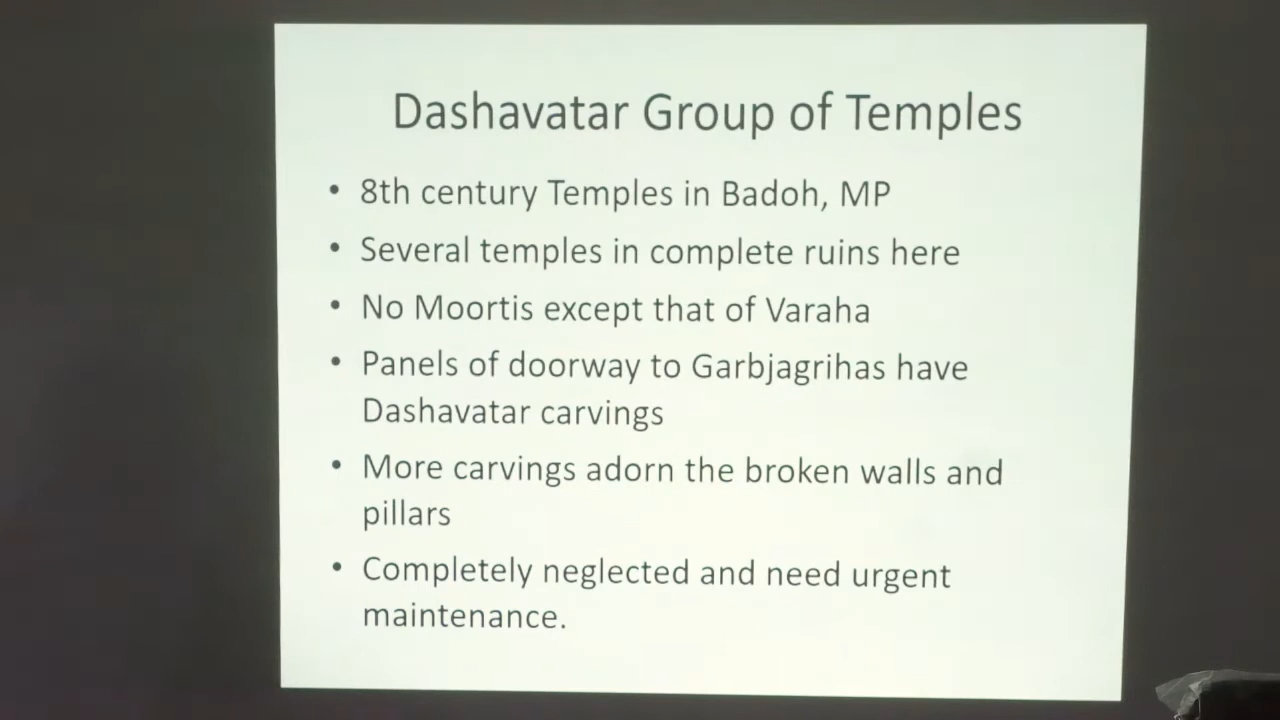 Dashavatar Group of Temples
• 8th century Temples in Badoh, MP
• Several temples in complete ruins here
• No Moortis except that of Varaha
• Panels of doorway to Garbjagrihas have
Dashavatar carvings
• More carvings adorn the broken walls and
pillars
• Completely neglected and need urgent
maintenance.